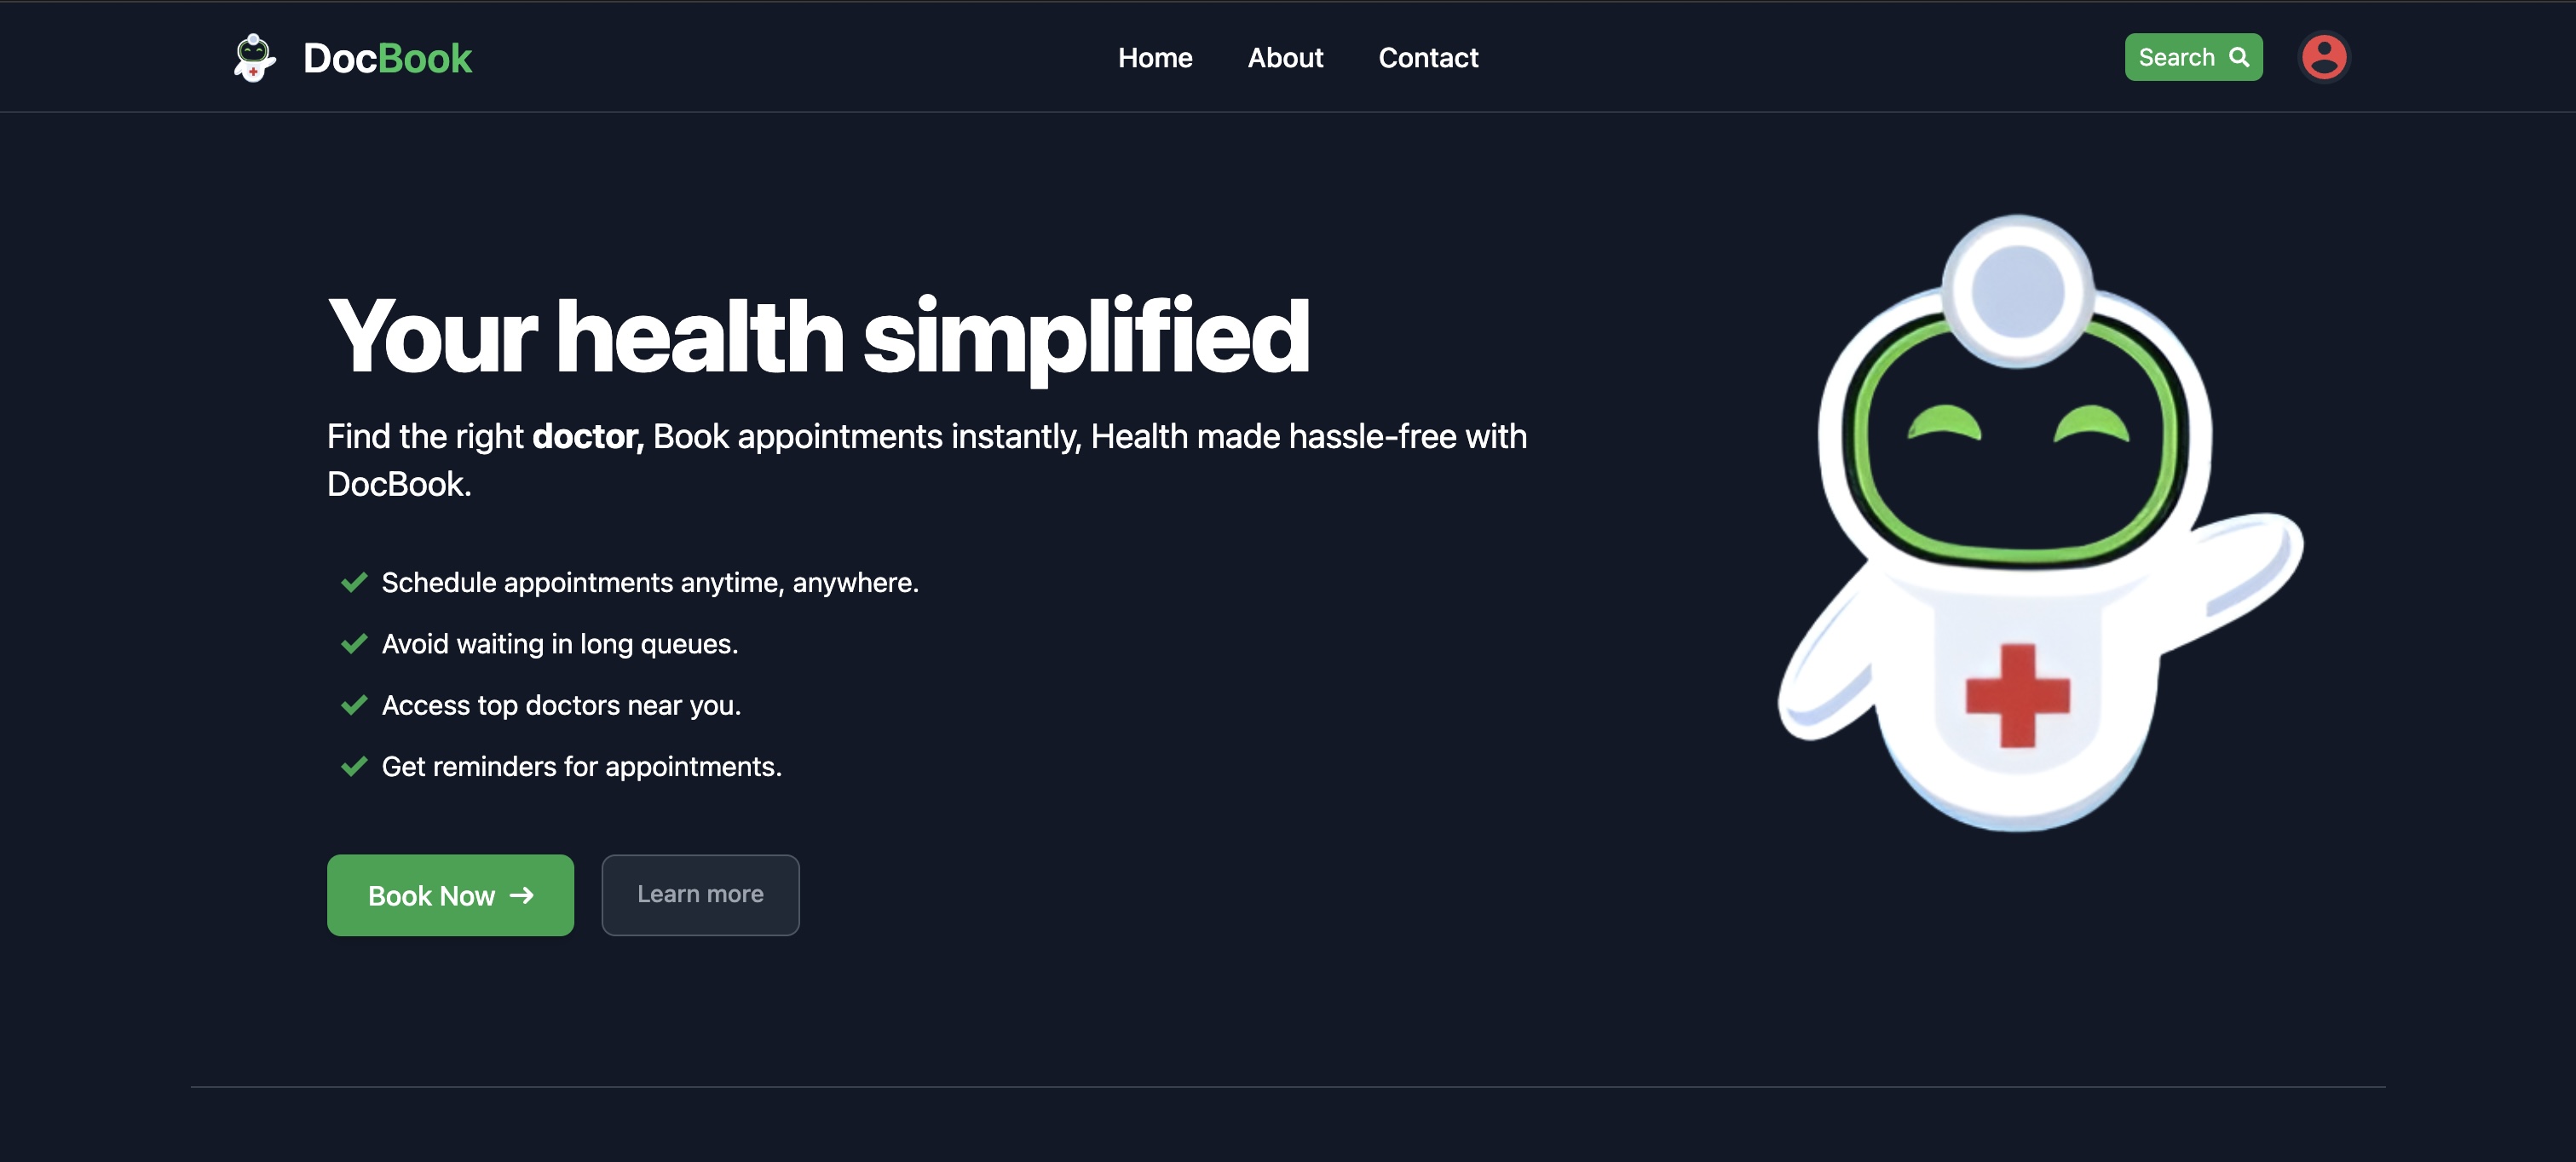 DocBook
Home
About
Contact
Search
Your health simplified
Find the right doctor, Book appointments instantly, Health made hassle-free with
DocBook.
Schedule appointments anytime, anywhere.
Avoid waiting in long queues.
Access top doctors near you.
Get reminders for appointments.
Book Now
Learn more